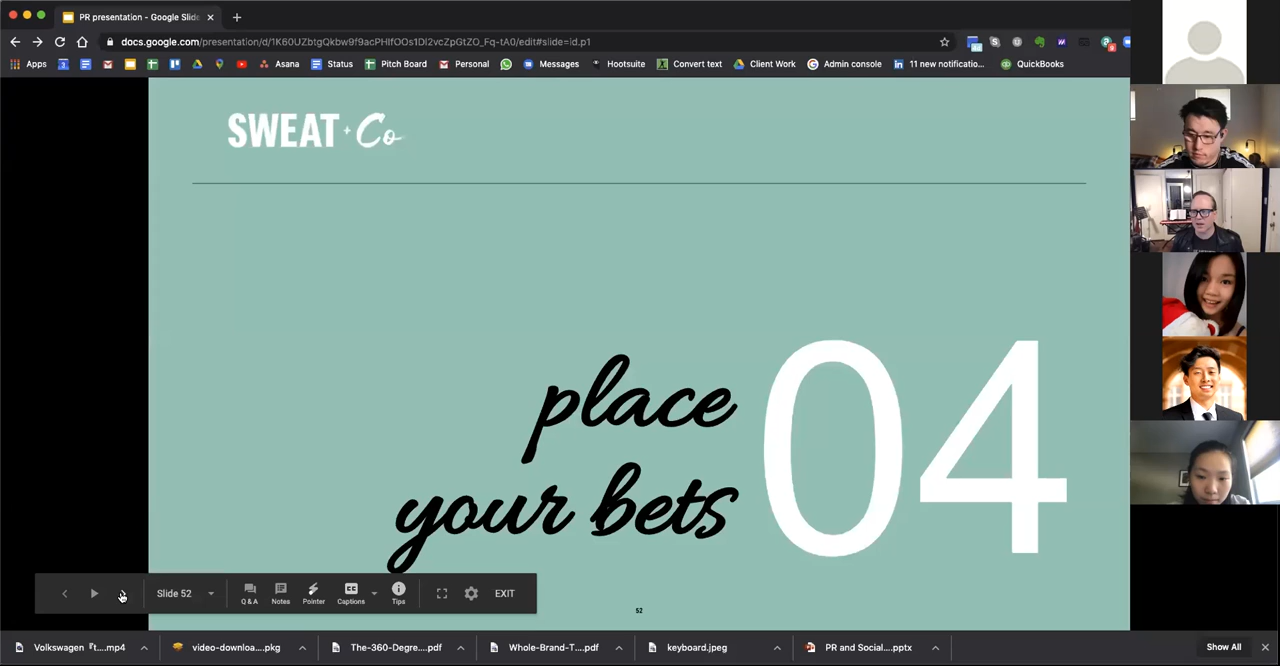 PR presentation - Google Slide
docs.google.com/presentation/d/1K60UZbtgQkbw9f9acPHIfOOs1Dl2vcZpGtZO_Fq-tA0/edit#slide=id.p1
Apps
Asana
Status
Pitch Board
Personal
Messages
Hootsuite
Convert text
Client Work
Admin console
11 new notificatio...
QuickBooks
SWEAT + Co
place
your bets
04
Slide 52
Q & A
Notes
Pointer
Captions
Tips
EXIT
52
Volkswagen『t....mp4
video-downloa....pkg
The-360-Degre....pdf
Whole-Brand-T....pdf
keyboard.jpeg
PR and Social....pptx
Show All